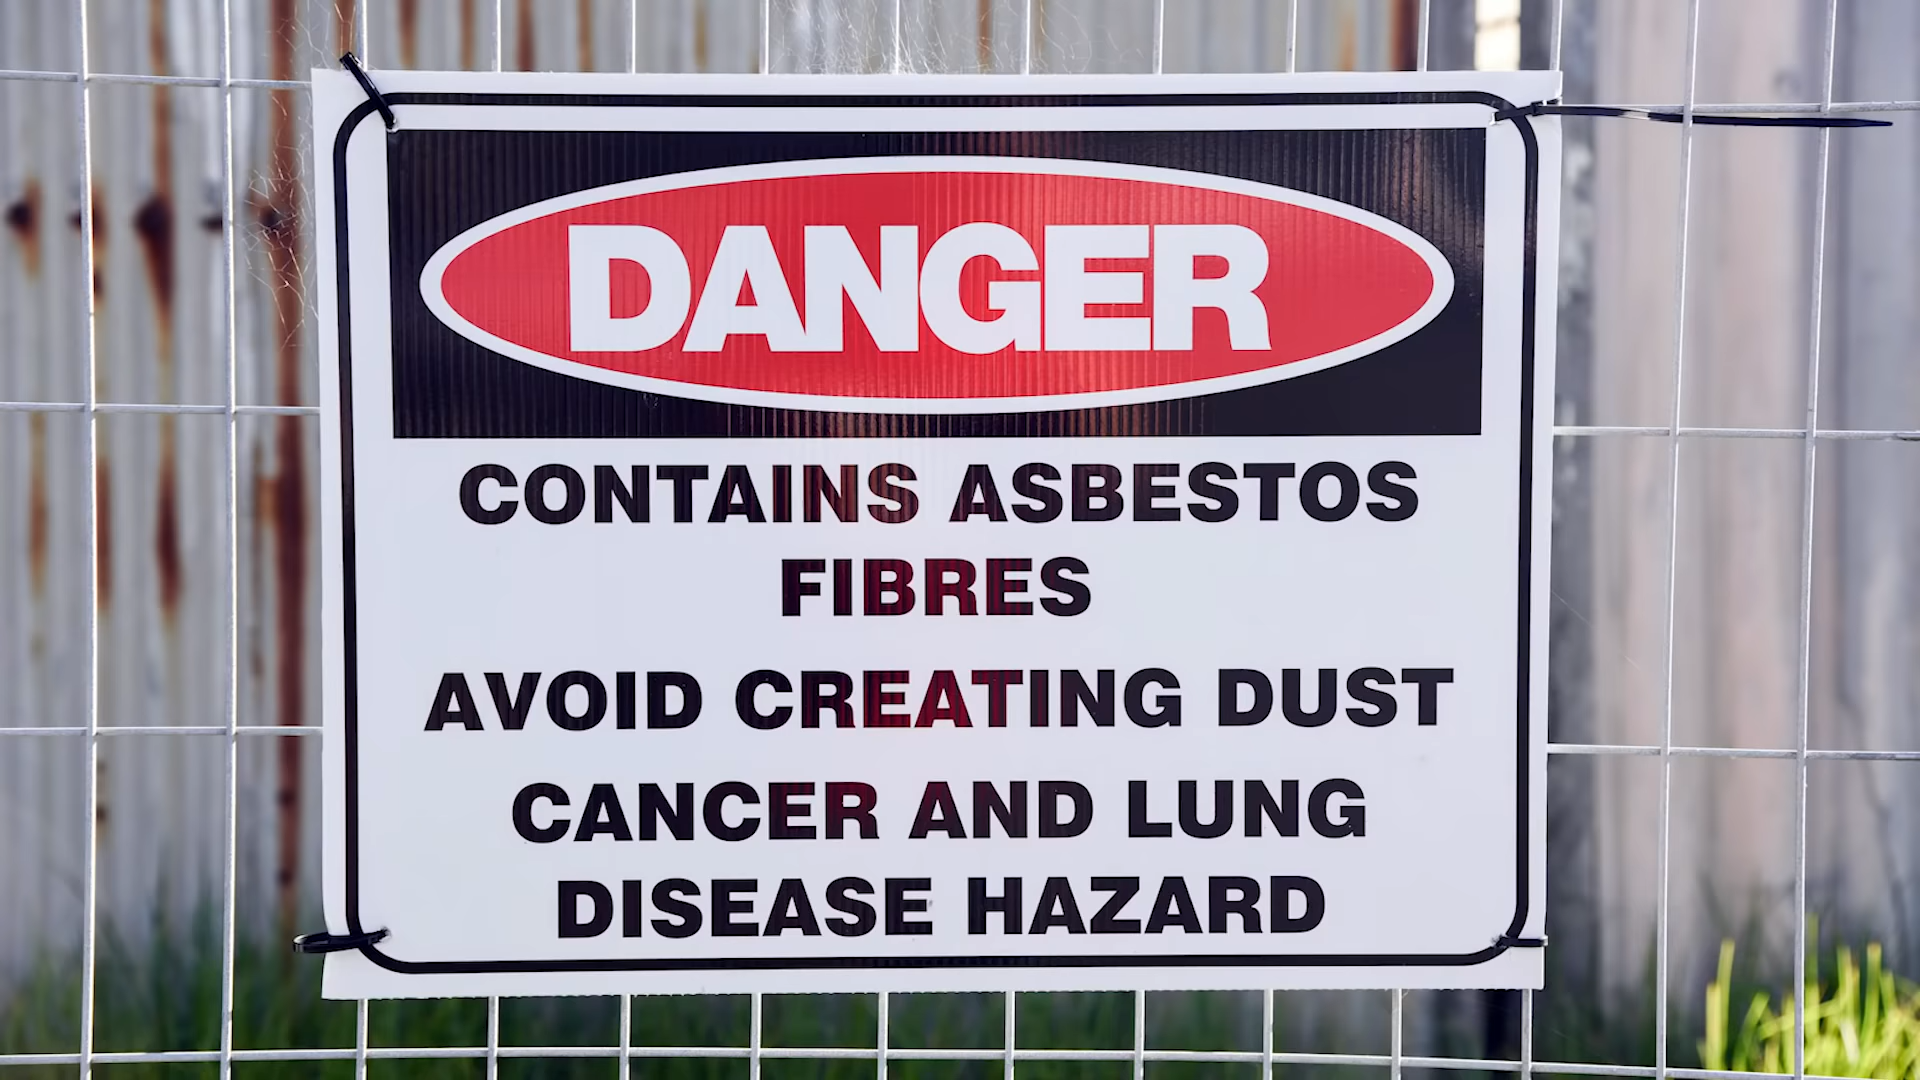 DANGER
CONTAINS ASBESTOS
FIBRES
AVOID CREATING DUST
CANCER AND LUNG
DISEASE HAZARD